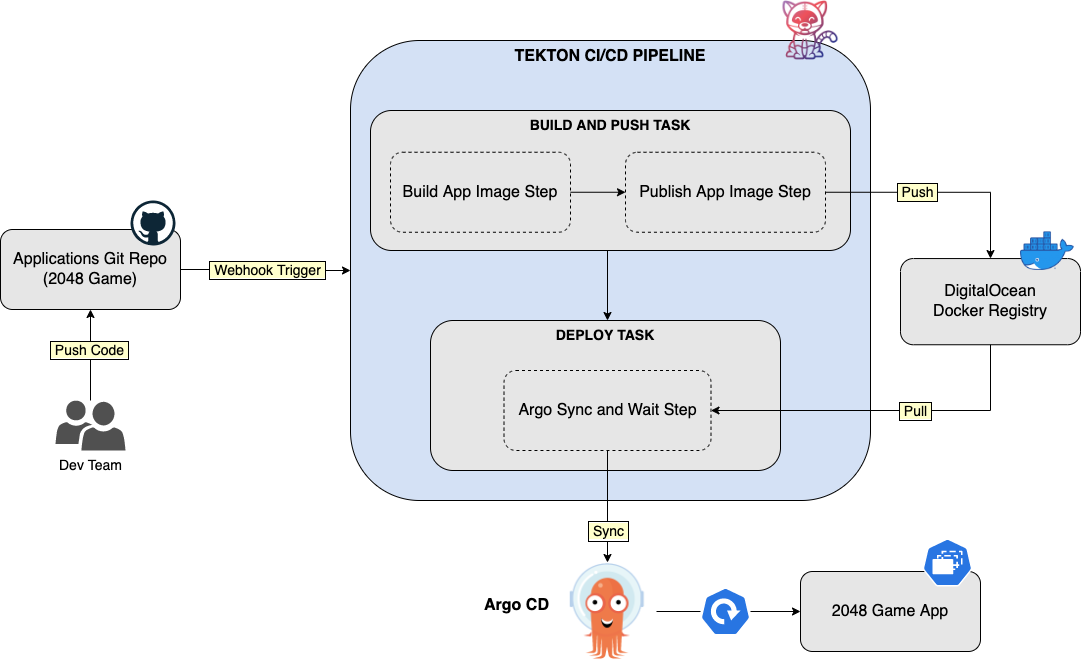 TEKTON CI/CD PIPELINE
BUILD AND PUSH TASK
Build App Image Step
Publish App Image Step
Push
Applications Git Repo
(2048 Game)
Webhook Trigger
DigitalOcean
Docker Registry
Push Code
DEPLOY TASK
Argo Sync and Wait Step
Pull
Dev Team
Sync
Argo CD
2048 Game App